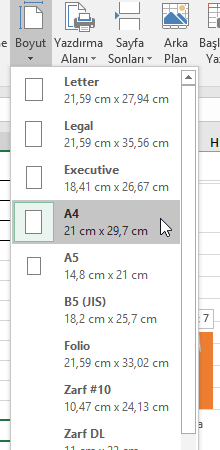 Boyut
Yazdırma
Alanı
Sayfa
Sonları
Arka
Plan
Letter
21,59 cm x 27,94 cm
Legal
21,59 cm x 35,56 cm
Executive
18,41 cm x 26,67 cm
A4
21 cm x 29,7 cm
A5
14,8 cm x 21 cm
B5 (JIS)
18,2 cm x 25,7 cm
Folio
21,59 cm x 33,02 cm
Zarf #10
10,47 cm x 24,13 cm
Zarf DL
H
7